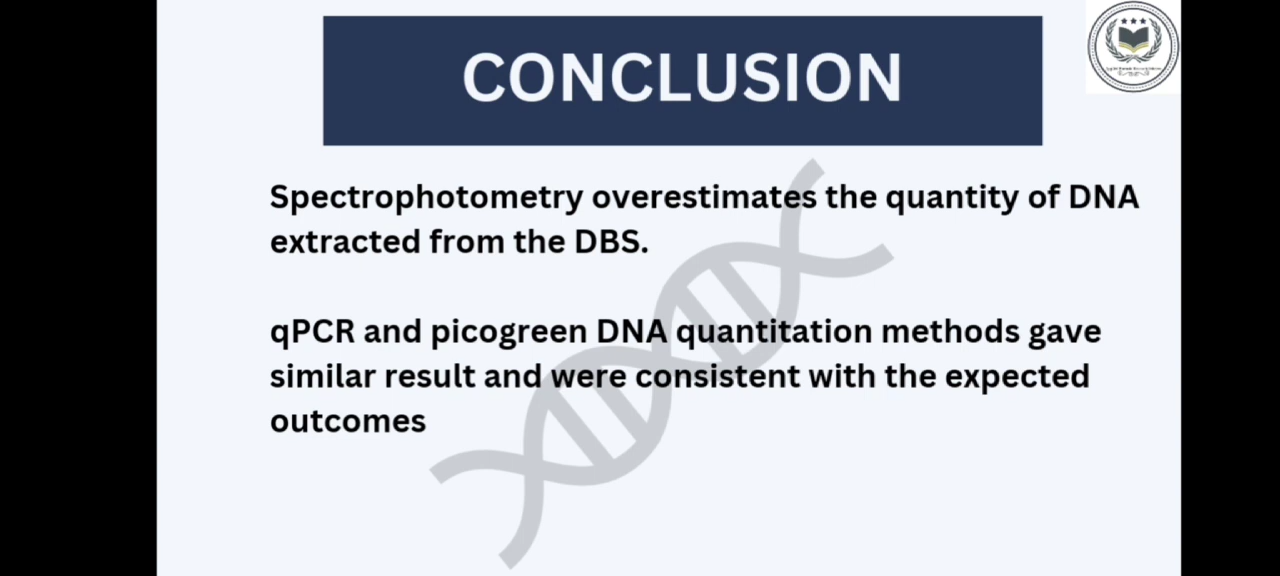 CONCLUSION
Spectrophotometry overestimates the quantity of DNA
extracted from the DBS.
qPCR and picogreen DNA quantitation methods gave
similar result and were consistent with the expected
outcomes